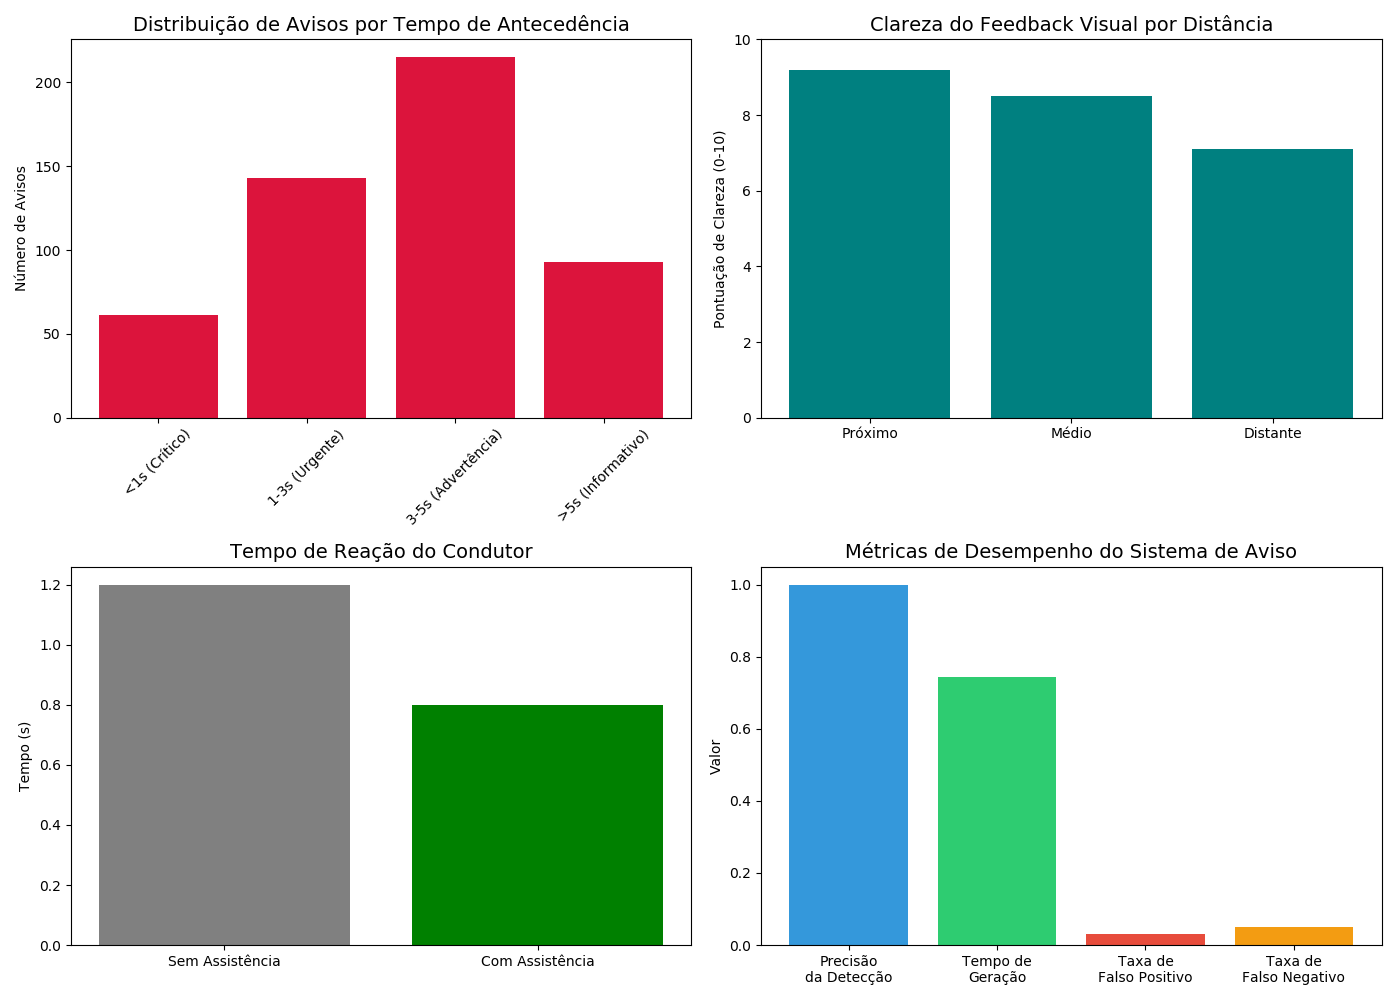 Distribuição de Avisos por Tempo de Antecedência
Número de Avisos
200
150
100
50
0
<1s (Crítico)
1-3s (Urgente)
3-5s (Advertência)
>5s (Informativo)
Clareza do Feedback Visual por Distância
Pontuação de Clareza (0-10)
10
8
6
4
2
0
Próximo
Médio
Distante
Tempo de Reação do Condutor
Tempo (s)
1.2
1.0
0.8
0.6
0.4
0.2
0.0
Sem Assistência
Com Assistência
Métricas de Desempenho do Sistema de Aviso
Valor
1.0
0.8
0.6
0.4
0.2
0.0
Precisão
da Detecção
Tempo de
Geração
Taxa de
Falso Positivo
Taxa de
Falso Negativo